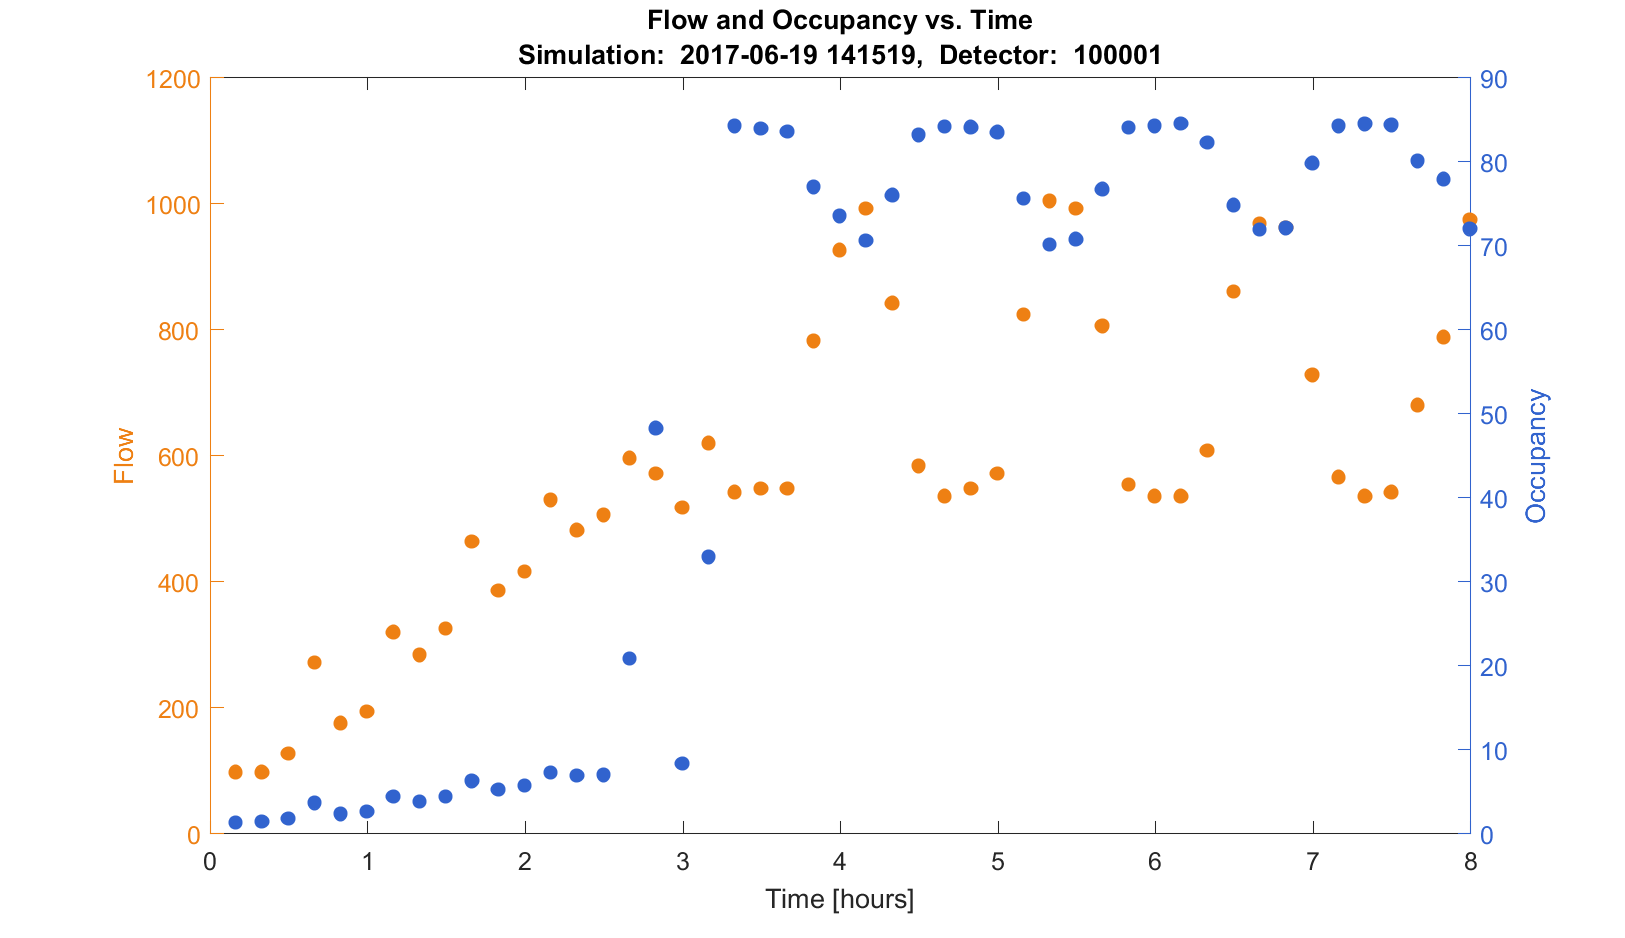 Flow and Occupancy vs. Time
Simulation:  2017-06-19 141519,  Detector:  100001
1200
1000
800
600
400
200
0
Flow
90
80
70
60
50
40
30
20
10
0
Occupancy
0 1 2 3 4 5 6 7 8
Time [hours]